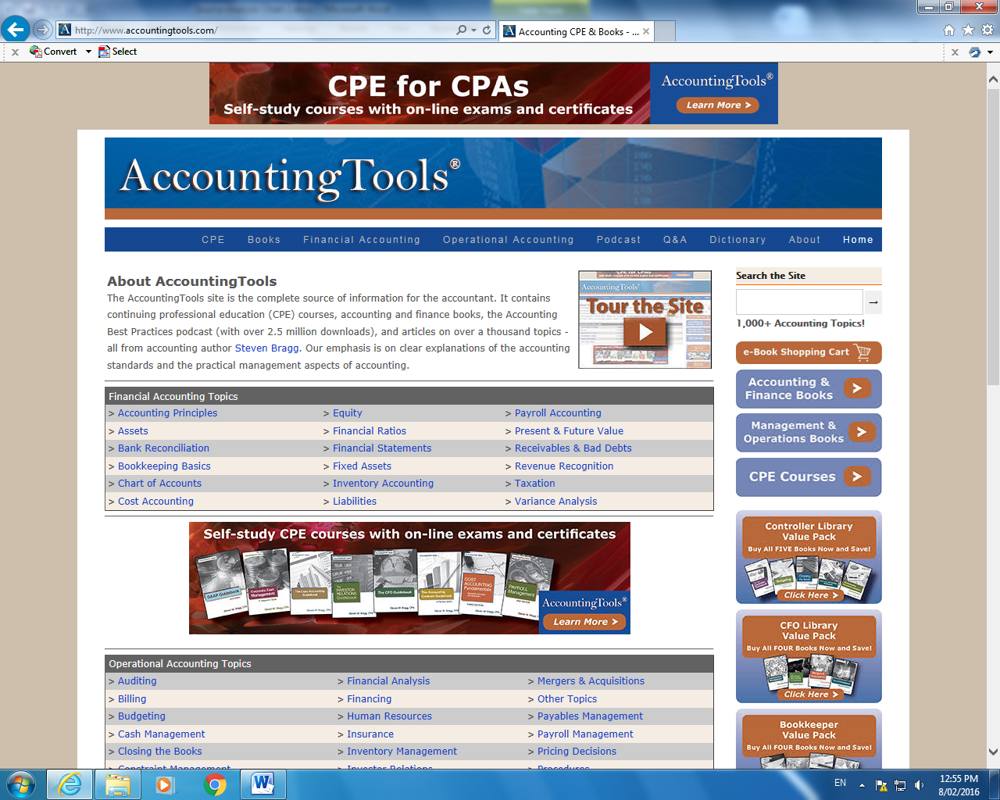 http://www.accountingtools.com/
Accounting CPE & Books - ...
Convert
Select
CPE for CPAs
Self-study courses with on-line exams and certificates
AccountingTools®
Learn More >
AccountingTools®
CPE Books Financial Accounting Operational Accounting Podcast Q&A Dictionary About Home
About AccountingTools
The AccountingTools site is the complete source of information for the accountant. It contains
continuing professional education (CPE) courses, accounting and finance books, the Accounting
Best Practices podcast (with over 2.5 million downloads), and articles on over a thousand topics -
all from accounting author Steven Bragg. Our emphasis is on clear explanations of the accounting
standards and the practical management aspects of accounting.
AccountingTools®
Tour the Site
Search the Site
→
1,000+ Accounting Topics!
e-Book Shopping Cart
Accounting &
Finance Books
Management &
Operations Books
CPE Courses
Financial Accounting Topics
> Accounting Principles > Equity > Payroll Accounting
> Assets > Financial Ratios > Present & Future Value
> Bank Reconciliation > Financial Statements > Receivables & Bad Debts
> Bookkeeping Basics > Fixed Assets > Revenue Recognition
> Chart of Accounts > Inventory Accounting > Taxation
> Cost Accounting > Liabilities > Variance Analysis
Self-study CPE courses with on-line exams and certificates
AccountingTools®
Learn More >
Controller Library
Value Pack
Buy All FIVE Books Now and Save!
Click Here >
CFO Library
Value Pack
Buy All FOUR Books Now and Save!
Click Here >
Bookkeeper
Value Pack
Buy All FOUR Books Now and Save!
Operational Accounting Topics
> Auditing > Financial Analysis > Mergers & Acquisitions
> Billing > Financing > Other Topics
> Budgeting > Human Resources > Payables Management
> Cash Management > Insurance > Payroll Management
> Closing the Books > Inventory Management > Pricing Decisions
> Constraint Management > Investor Relations > Procedures
EN
12:55 PM
8/02/2016